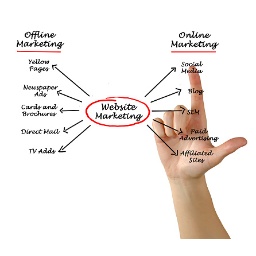 Offline
Marketing
Online
Marketing
Yellow
Pages
Newspaper
Ads
Cards and
Brochures
Direct Mail
TV Adds
Website
Marketing
Social
Media
Blog
SEM
Paid
Advertising
Affiliated
Sites